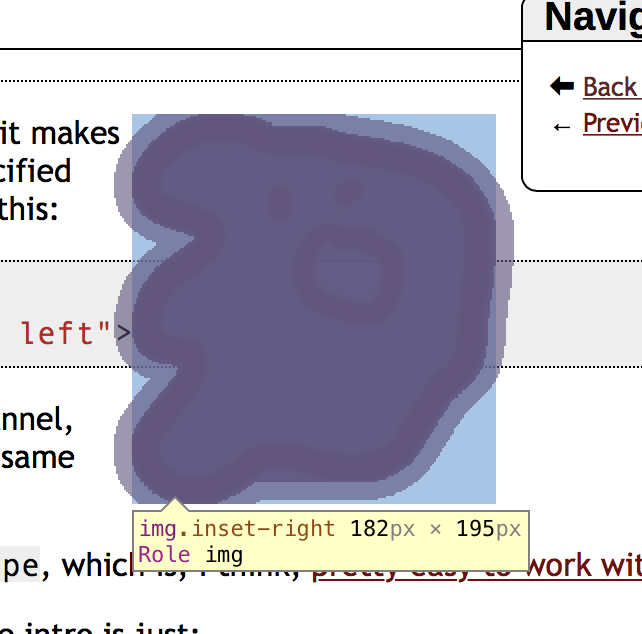 Navig
🡄 Back
← Previ
it makes
cified
this:
left">
nnel,
same
img.inset-right 182px × 195px
Role img
pe, which is, I think, pretty easy to work wit
o intro is just: